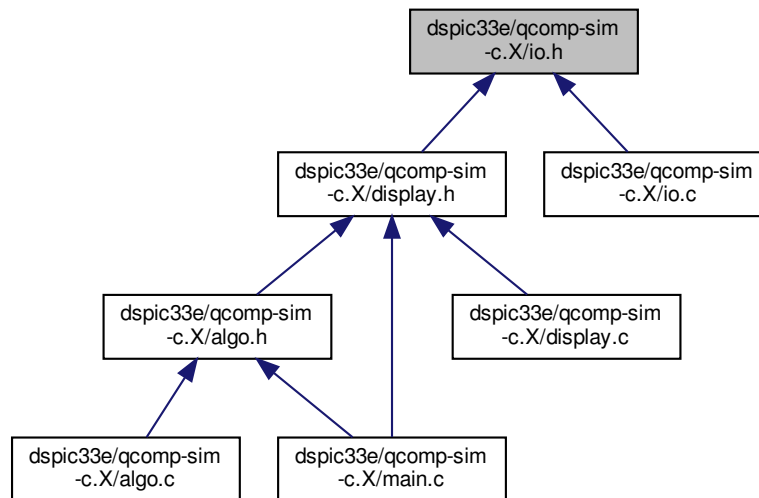 dspic33e/qcomp-sim
-c.X/io.h
dspic33e/qcomp-sim
-c.X/display.h
dspic33e/qcomp-sim
-c.X/io.c
dspic33e/qcomp-sim
-c.X/algo.h
dspic33e/qcomp-sim
-c.X/display.c
dspic33e/qcomp-sim
-c.X/algo.c
dspic33e/qcomp-sim
-c.X/main.c